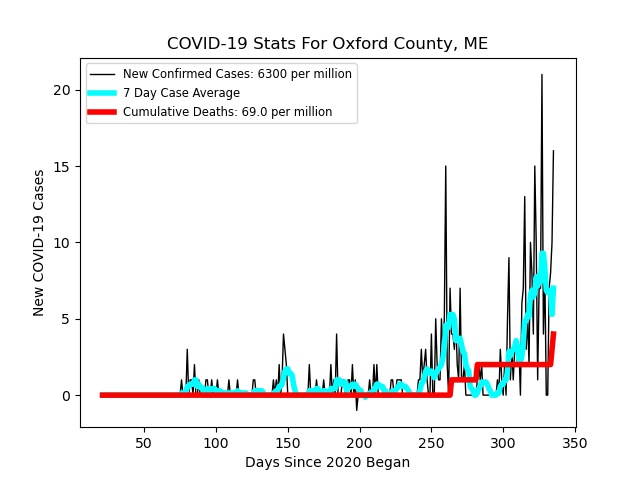 COVID-19 Stats For Oxford County, ME
New Confirmed Cases: 6300 per million
7 Day Case Average
Cumulative Deaths: 69.0 per million
New COVID-19 Cases
20
15
10
5
0
50 100 150 200 250 300 350
Days Since 2020 Began